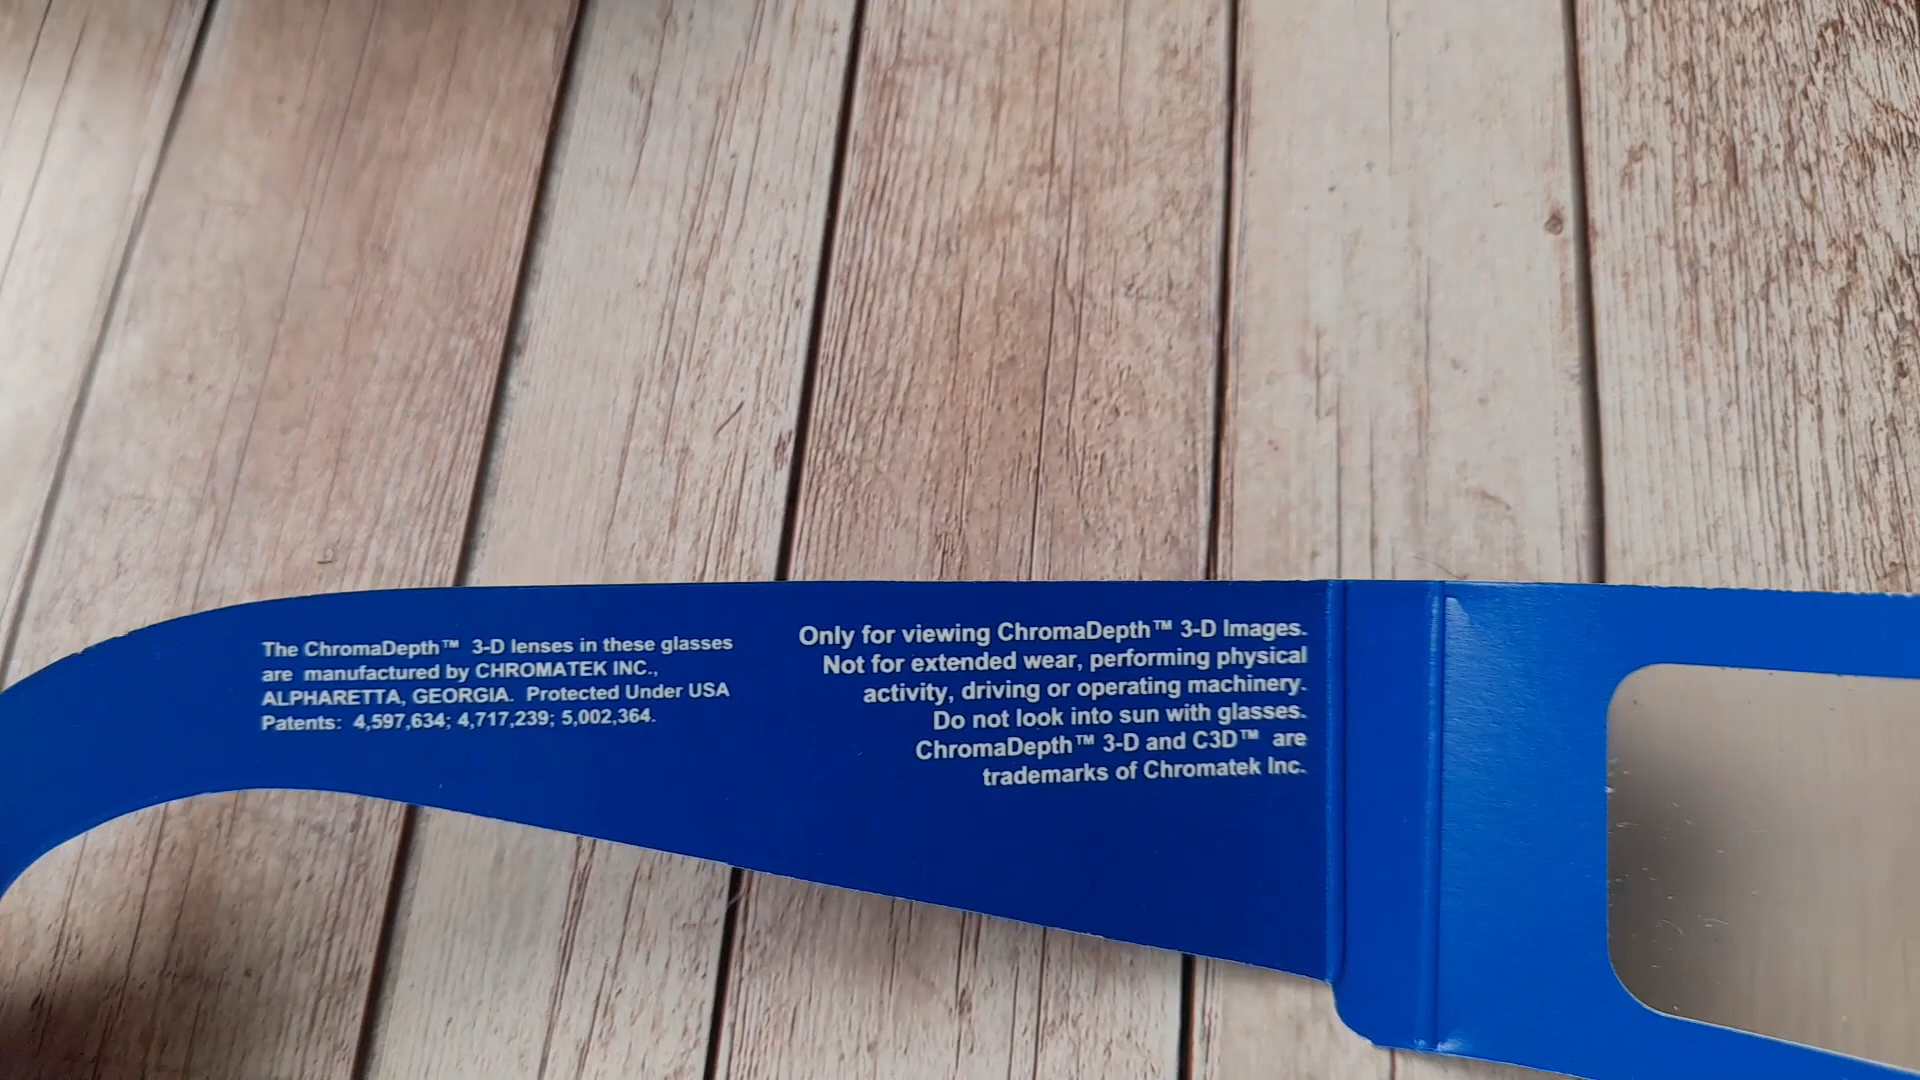 The ChromaDepth™ 3-D lenses in these glasses
are manufactured by CHROMATEK INC.,
ALPHARETTA, GEORGIA. Protected Under USA
Patents: 4,597,634; 4,717,239; 5,002,364.
Only for viewing ChromaDepth™ 3-D Images.
Not for extended wear, performing physical
activity, driving or operating machinery.
Do not look into sun with glasses.
ChromaDepth™ 3-D and C3D™ are
trademarks of Chromatek Inc.